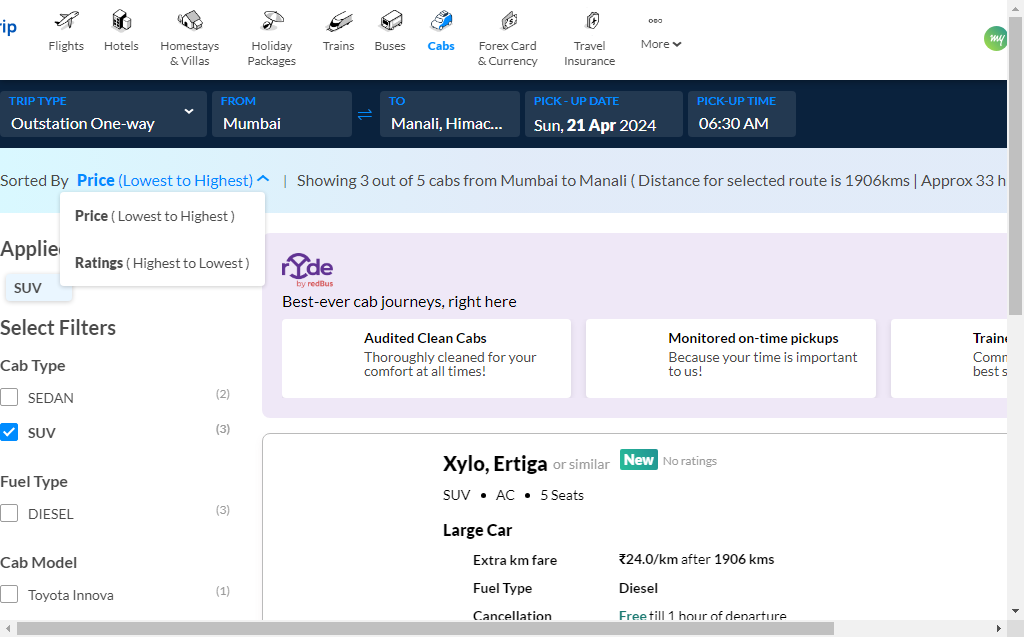 rip
Flights
Hotels
Homestays
& Villas
Holiday
Packages
Trains
Buses
Cabs
Forex Card
& Currency
Travel
Insurance
More
my
TRIP TYPE
Outstation One-way
FROM
Mumbai
TO
Manali, Himac...
PICK - UP DATE
Sun, 21 Apr 2024
PICK-UP TIME
06:30 AM
Sorted By Price (Lowest to Highest) | Showing 3 out of 5 cabs from Mumbai to Manali ( Distance for selected route is 1906kms | Approx 33 h
Price ( Lowest to Highest )
Ratings ( Highest to Lowest )
Applie
SUV
Select Filters
Cab Type
SEDAN (2)
SUV (3)
Fuel Type
DIESEL (3)
Cab Model
Toyota Innova (1)
ryde
by redBus
Best-ever cab journeys, right here
Audited Clean Cabs
Thoroughly cleaned for your
comfort at all times!
Monitored on-time pickups
Because your time is important
to us!
Traine
Comm
best s
Xylo, Ertiga or similar New No ratings
SUV • AC • 5 Seats
Large Car
Extra km fare ₹24.0/km after 1906 kms
Fuel Type Diesel
Cancellation Free till 1 hour of departure